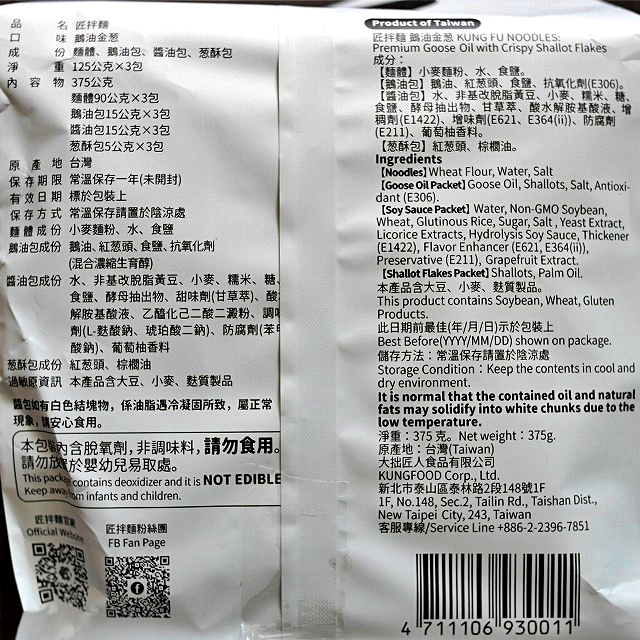 品名 匠拌麵
口味 鵝油金葱
成份 麵體、鵝油包、醬油包、葱酥包
淨重 125公克×3包
內容物 375公克
麵體90公克×3包
鵝油包15公克×3包
醬油包15公克×3包
葱酥包5公克×3包
原產地 台灣
保存期限 常溫保存一年(未開封)
有效日期 標於包裝上
保存方式 常溫保存請置於陰涼處
麵體成份 小麥麵粉、水、食鹽
鵝油包成份 鵝油、紅葱頭、食鹽、抗氧化劑
(混合濃縮生育醇)
醬油包成份 水、非基改脫脂黃豆、小麥、糯米、糖、
食鹽、酵母抽出物、甜味劑(甘草萃)、酸
解胺基酸液、乙醯化己二酸二澱粉、調
劑(L-麩酸鈉、琥珀酸二鈉)、防腐劑(苯
酸鈉)、葡萄柚香料
葱酥包成份 紅葱頭、棕櫚油
過敏原資訊 本產品含大豆、小麥、麩質製品
醬包如有白色結塊物，係油脂遇冷凝固所致，屬正常
現象，請安心食用。
本包裝內含脫氧劑，非調味料，請勿食用。
請勿放於嬰幼兒易取處。
This package contains deoxidizer and it is NOT EDIBLE
Keep away from infants and children.
匠拌麵官網
Official Website
匠拌麵粉絲團
FB Fan Page
Product of Taiwan
匠拌麵 鵝油金葱 KUNG FU NOODLES:
Premium Goose Oil with Crispy Shallot Flakes
成分：
【麵體】小麥麵粉、水、食鹽。
【鵝油包】鵝油、紅葱頭、食鹽、抗氧化劑(E306)。
【醬油包】水、非基改脫脂黃豆、小麥、糯米、糖、
食鹽、酵母抽出物、甘草萃、酸水解胺基酸液、增
稠劑(E1422)、增味劑(E621、E364(ii))、防腐劑
(E211)、葡萄柚香料。
【葱酥包】紅葱頭、棕櫚油。
Ingredients
【Noodles】Wheat Flour, Water, Salt
【Goose Oil Packet】Goose Oil, Shallots, Salt, Antioxi-
dant (E306).
【Soy Sauce Packet】Water, Non-GMO Soybean,
Wheat, Glutinous Rice, Sugar, Salt , Yeast Extract,
Licorice Extracts, Hydrolysis Soy Sauce, Thickener
(E1422), Flavor Enhancer (E621, E364(ii)),
Preservative (E211), Grapefruit Extract.
【Shallot Flakes Packet】Shallots, Palm Oil.
本產品含大豆、小麥、麩質製品。
This product contains Soybean, Wheat, Gluten
Products.
此日期前最佳(年/月/日)示於包裝上
Best Before(YYYY/MM/DD) shown on package.
儲存方法：常溫保存請置於陰涼處
Storage Condition：Keep the contents in cool and
dry environment.
It is normal that the contained oil and natural
fats may solidify into white chunks due to the
low temperature.
淨重：375 克。Net weight：375g.
原產地：台灣(Taiwan)
大拙匠人食品有限公司
KUNGFOOD Corp., Ltd.
新北市泰山區泰林路2段148號1F
1F, No.148, Sec.2, Tailin Rd., Taishan Dist.,
New Taipei City, 243, Taiwan
客服專線/Service Line +886-2-2396-7851
4 711106 930011